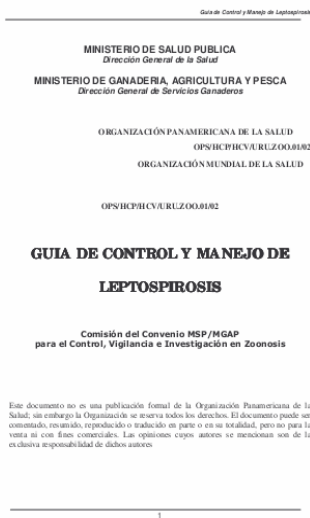 Guia de Control y Manejo de Leptospirosis
MINISTERIO DE SALUD PUBLICA
Dirección General de la Salud
MINISTERIO DE GANADERIA, AGRICULTURA Y PESCA
Dirección General de Servicios Ganaderos
ORGANIZACIÓN PANAMERICANA DE LA SALUD
OPS/HCP/HCV/URU.ZOO.01/02
ORGANIZACIÓN MUNDIAL DE LA SALUD
OPS/HCP/HCV/URU.ZOO.01/02
GUIA DE CONTROL Y MANEJO DE
LEPTOSPIROSIS
Comisión del Convenio MSP/MGAP
para el Control, Vigilancia e Investigación en Zoonosis
Este documento no es una publicación formal de la Organización Panamericana de la
Salud; sin embargo la Organización se reserva todos los derechos. El documento puede ser
comentado, resumido, reproducido o traducido en parte o en su totalidad, pero no para la
venta ni con fines comerciales. Las opiniones cuyos autores se mencionan son de la
exclusiva responsabilidad de dichos autores
1